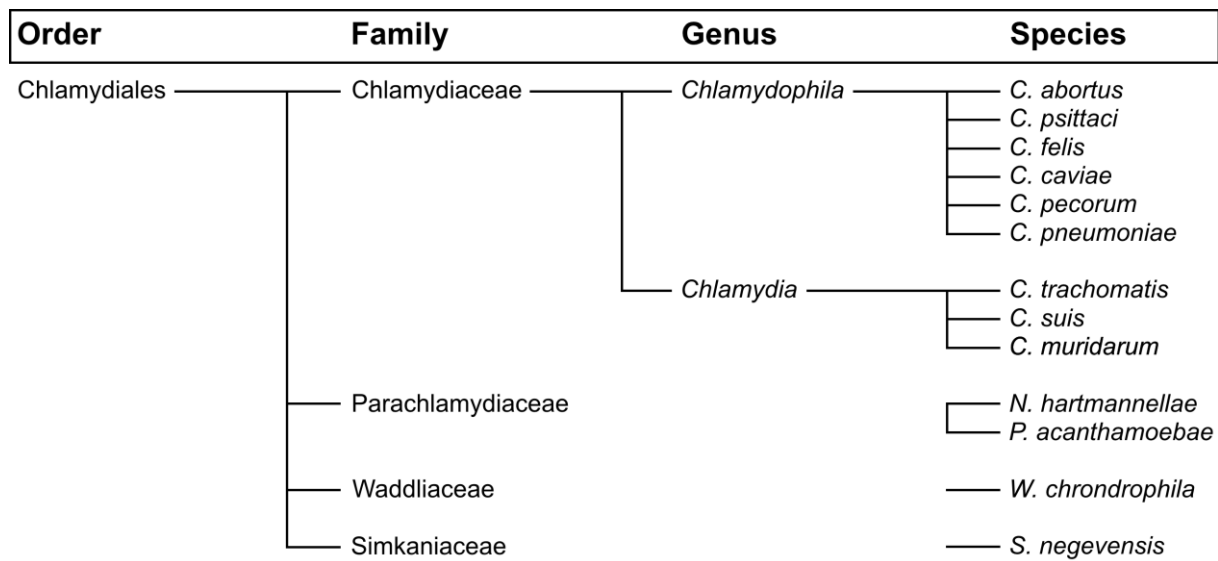 Order Family Genus Species
Chlamydiales Chlamydiaceae Chlamydophila C. abortus
C. psittaci
C. felis
C. caviae
C. pecorum
C. pneumoniae
Chlamydia C. trachomatis
C. suis
C. muridarum
Parachlamydiaceae N. hartmannellae
P. acanthamoebae
Waddliaceae W. chrondrophila
Simkaniaceae S. negevensis